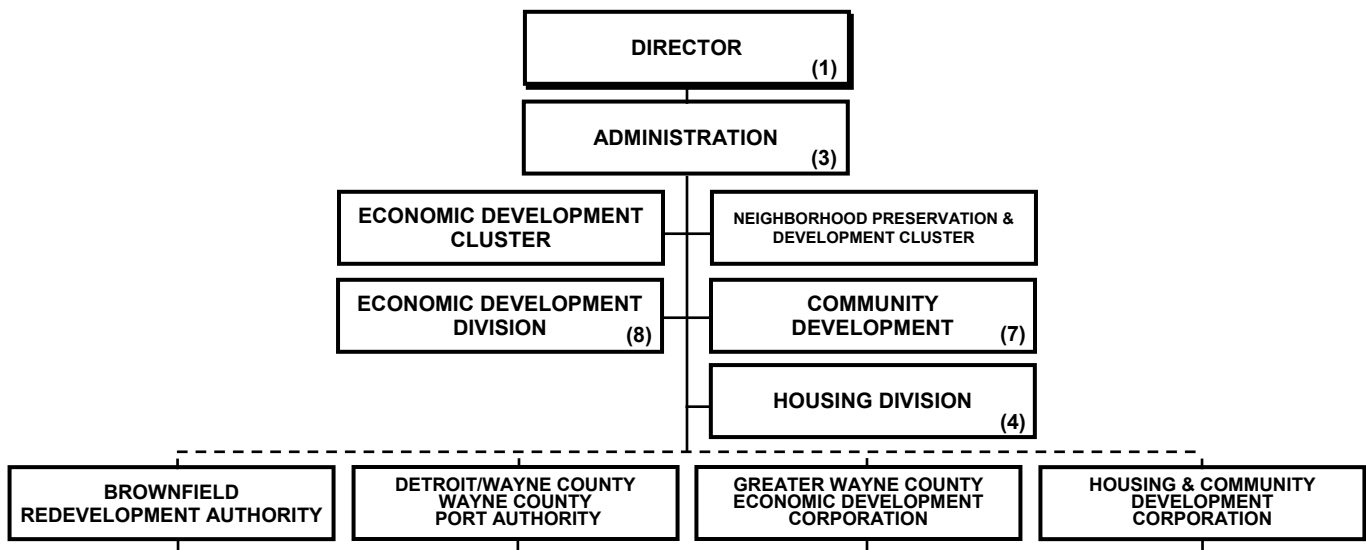 DIRECTOR
(1)
ADMINISTRATION
(3)
ECONOMIC DEVELOPMENT
CLUSTER
NEIGHBORHOOD PRESERVATION &
DEVELOPMENT CLUSTER
ECONOMIC DEVELOPMENT
DIVISION
(8)
COMMUNITY
DEVELOPMENT
(7)
HOUSING DIVISION
(4)
BROWNFIELD
REDEVELOPMENT AUTHORITY
DETROIT/WAYNE COUNTY
WAYNE COUNTY
PORT AUTHORITY
GREATER WAYNE COUNTY
ECONOMIC DEVELOPMENT
CORPORATION
HOUSING & COMMUNITY
DEVELOPMENT
CORPORATION